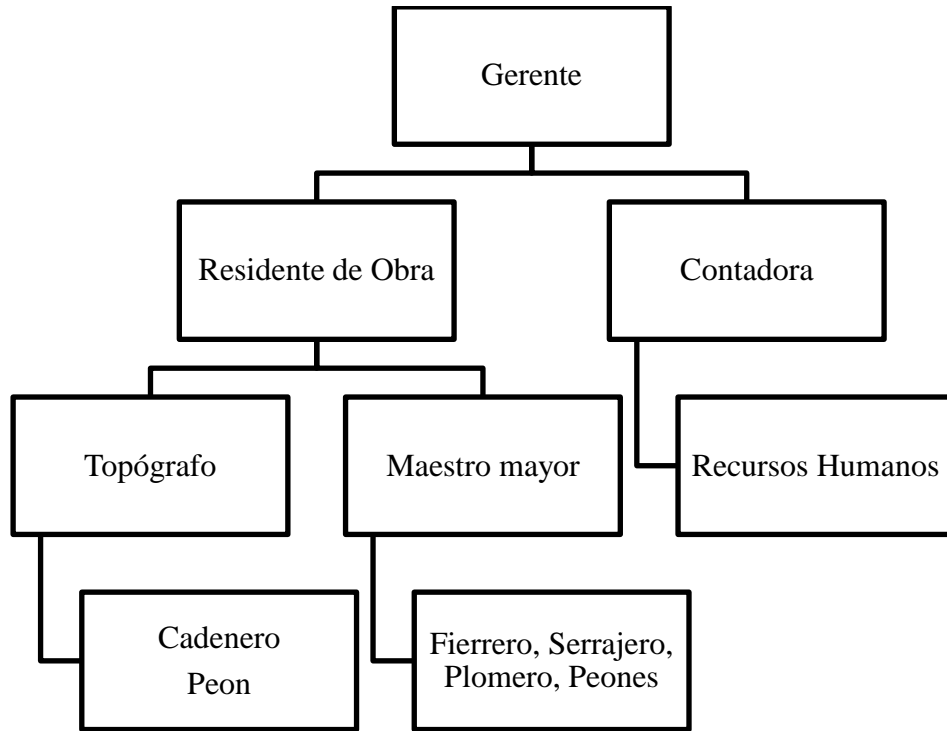 Gerente
Residente de Obra
Contadora
Topógrafo
Maestro mayor
Recursos Humanos
Cadenero
Peon
Fierrero, Serrajero,
Plomero, Peones